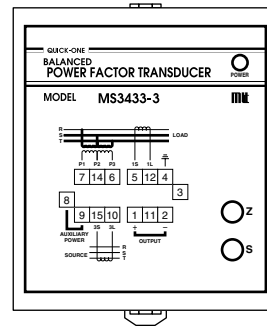 QUICK-ONE
BALANCED
POWER FACTOR TRANSDUCER
POWER
MODEL MS3433-3
R
S
T
LOAD
P1 P2 P3 1S 1L
7 14 6 5 12 4
3
8
9 15 10 1 11 2
AUXILIARY
POWER
3S 3L + −
OUTPUT
SOURCE
R
S
T
Z
S